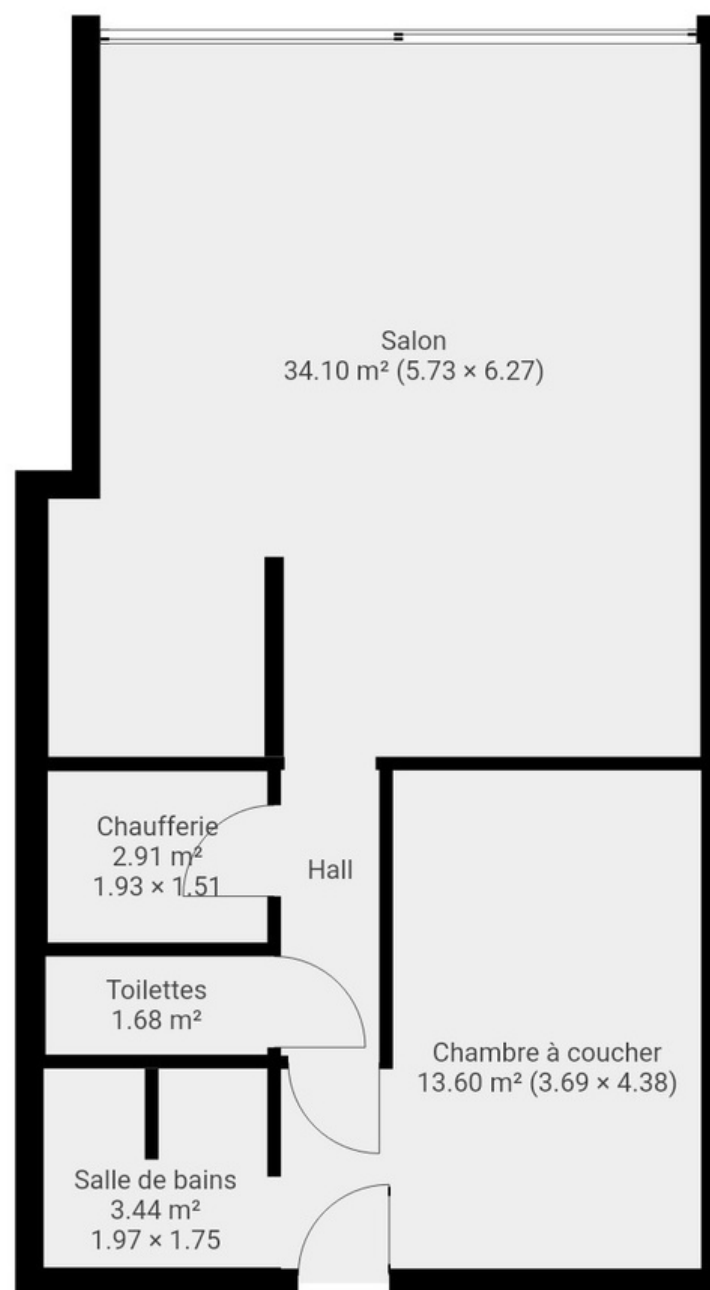 Salon
34.10 m² (5.73 × 6.27)
Chaufferie
2.91 m²
1.93 × 1.51
Hall
Toilettes
1.68 m²
Chambre à coucher
13.60 m² (3.69 × 4.38)
Salle de bains
3.44 m²
1.97 × 1.75